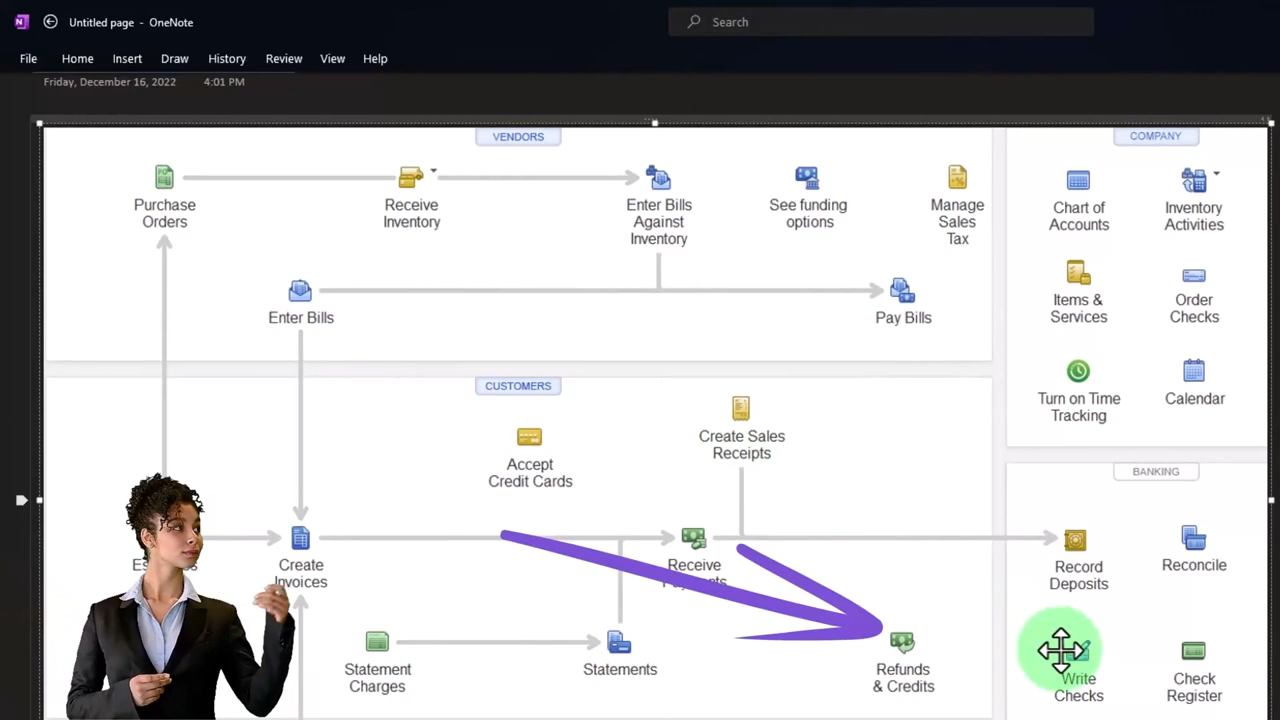 Untitled page - OneNote
Search
File Home Insert Draw History Review View Help
Friday, December 16, 2022 4:01 PM
VENDORS
Purchase
Orders
Receive
Inventory
Enter Bills
Against
Inventory
See funding
options
Manage
Sales
Tax
Enter Bills
Pay Bills
COMPANY
Chart of
Accounts
Inventory
Activities
Items &
Services
Order
Checks
Turn on Time
Tracking
Calendar
CUSTOMERS
Accept
Credit Cards
Create Sales
Receipts
Create
Invoices
Receive
Statement
Charges
Statements
Refunds
& Credits
BANKING
Record
Deposits
Reconcile
Write
Checks
Check
Register